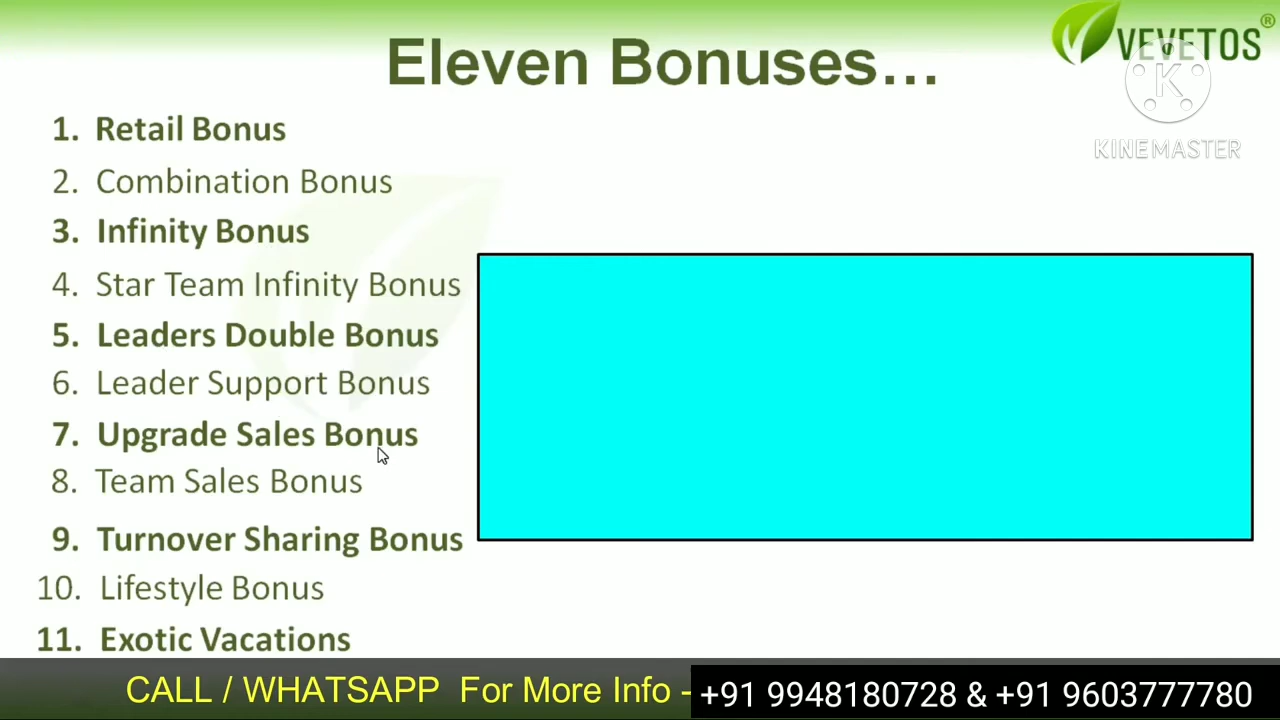 VEVETOS®
Eleven Bonuses...
KINEMASTER
1. Retail Bonus
2. Combination Bonus
3. Infinity Bonus
4. Star Team Infinity Bonus
5. Leaders Double Bonus
6. Leader Support Bonus
7. Upgrade Sales Bonus
8. Team Sales Bonus
9. Turnover Sharing Bonus
10. Lifestyle Bonus
11. Exotic Vacations
CALL / WHATSAPP For More Info - +91 9948180728 & +91 9603777780